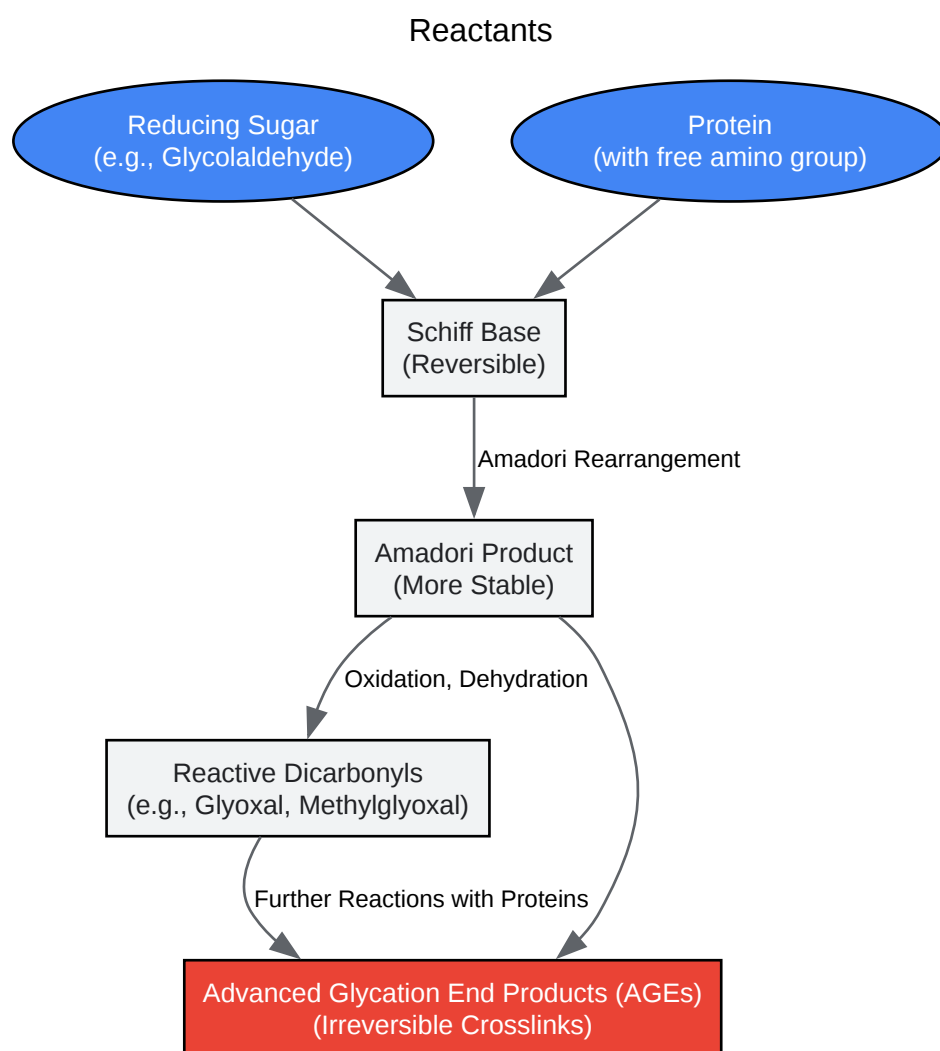 Reactants
Reducing Sugar
(e.g., Glycolaldehyde)
Protein
(with free amino group)
Schiff Base
(Reversible)
Amadori Rearrangement
Amadori Product
(More Stable)
Oxidation, Dehydration
Reactive Dicarbonyls
(e.g., Glyoxal, Methylglyoxal)
Further Reactions with Proteins
Advanced Glycation End Products (AGEs)
(Irreversible Crosslinks)